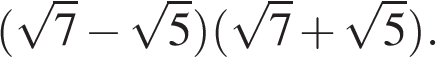 (√7 − √5)(√7 + √5).